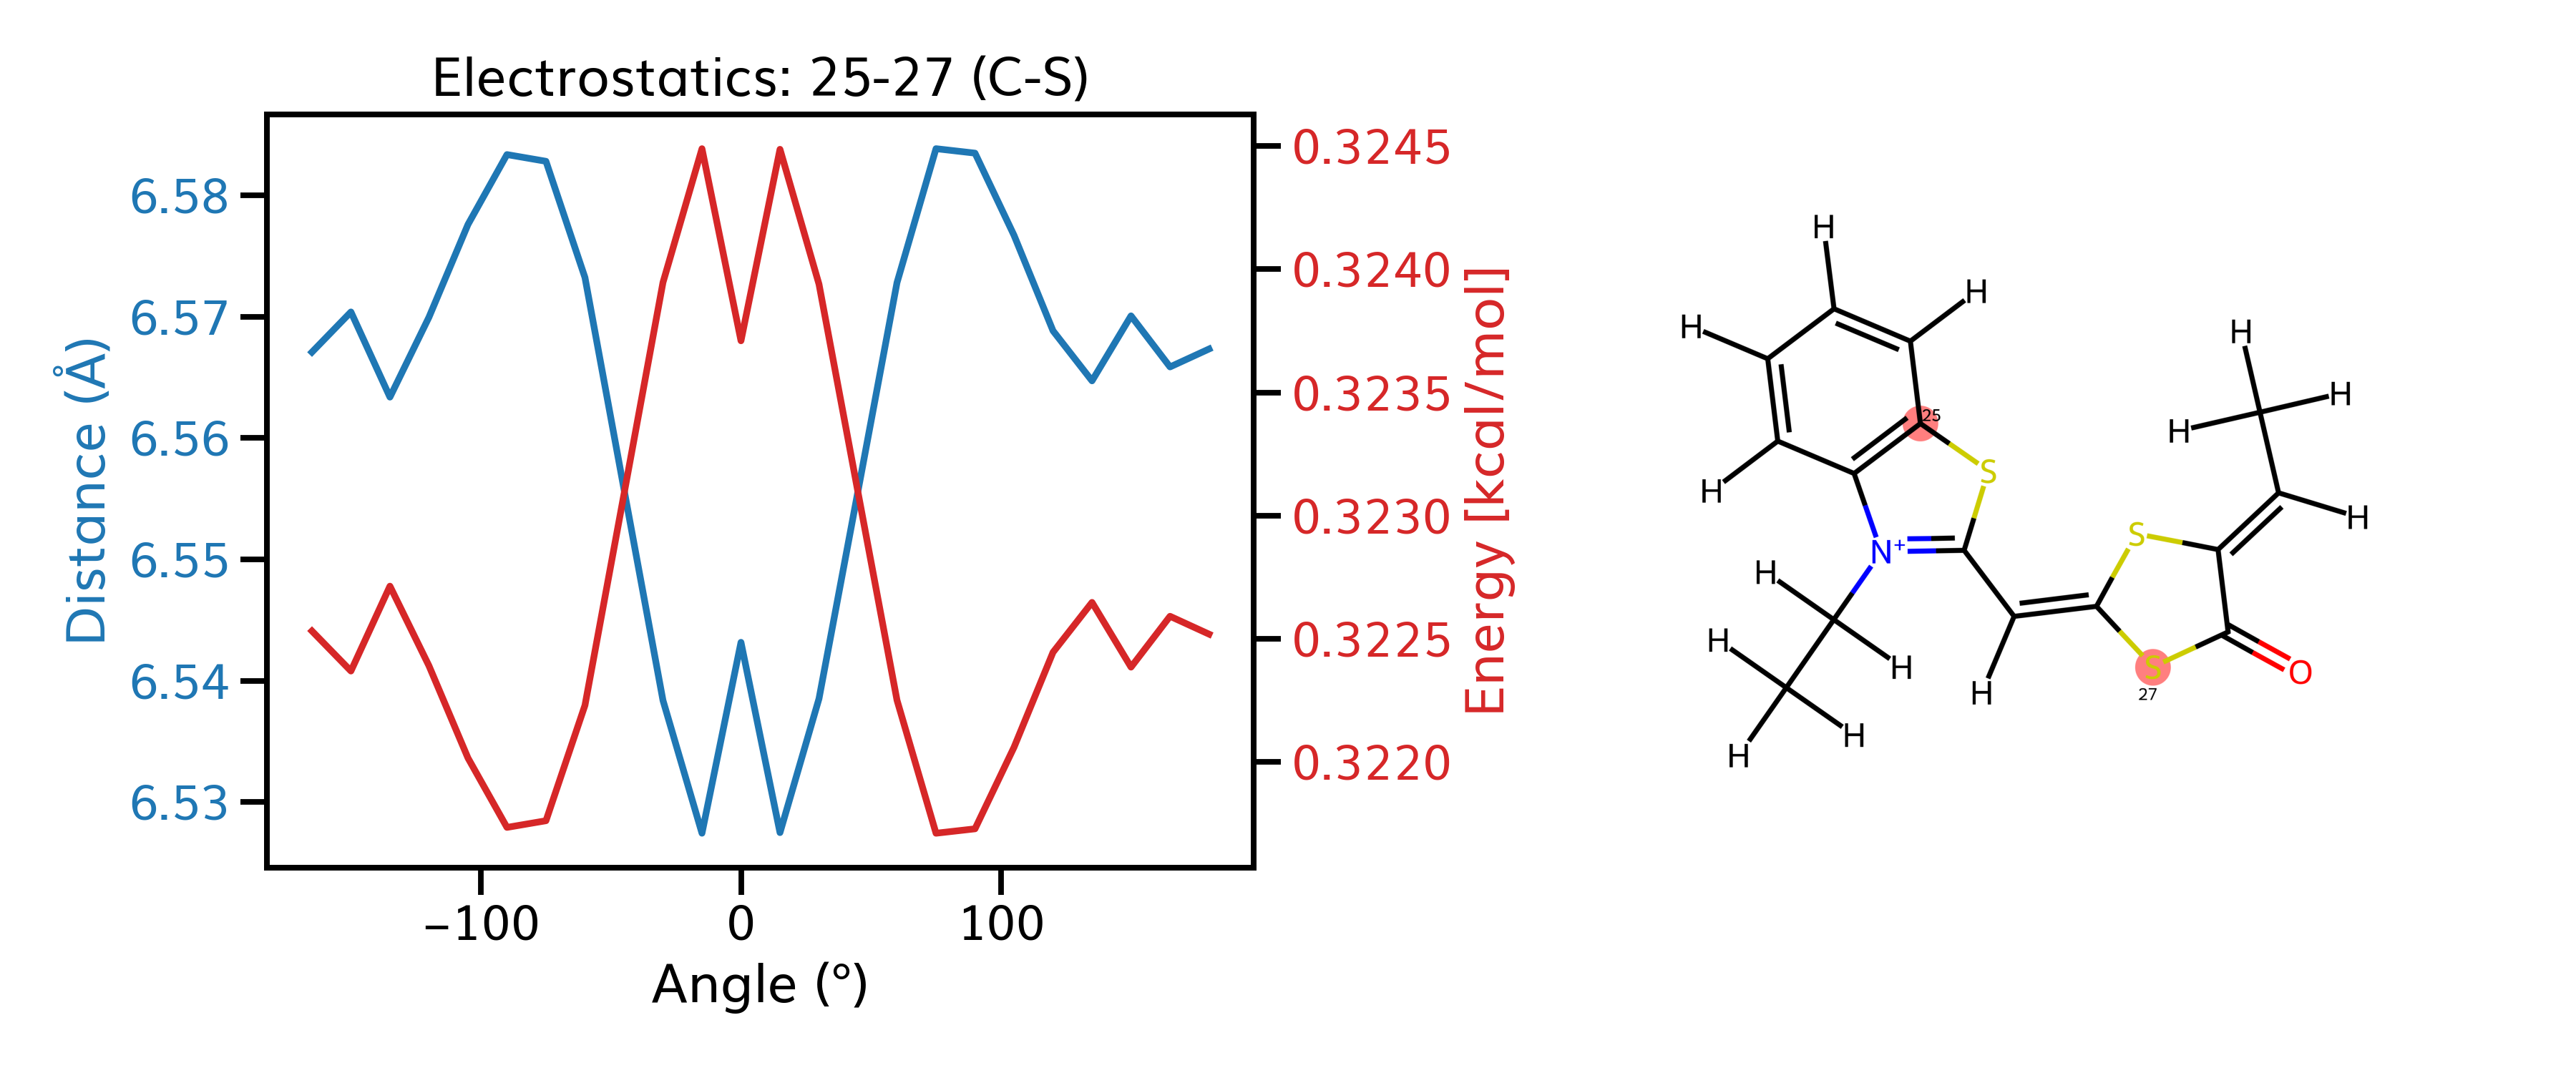 Electrostatics: 25-27 (C-S)
Distance (Å)
6.58
6.57
6.56
6.55
6.54
6.53
−100
0
100
Angle (°)
0.3245
0.3240
0.3235
0.3230
0.3225
0.3220
Energy [kcal/mol]
H
H
H
H
H
H
25
S
H
S
H
N⁺
H
H
H
S
27
O
H
H
H
H